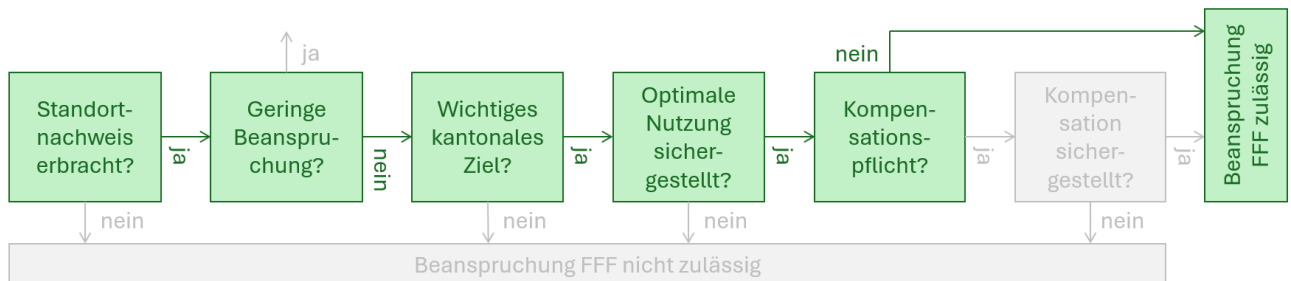 Standort-
nachweis
erbracht?
ja
nein
ja
Geringe
Beanspru-
chung?
nein
Wichtiges
kantonales
Ziel?
ja
nein
Optimale
Nutzung
sicher-
gestellt?
ja
nein
nein
Kompen-
sations-
pflicht?
ja
Kompen-
sation
sicher-
gestellt?
ja
nein
Beanspruchung
FFF zulässig
Beanspruchung FFF nicht zulässig